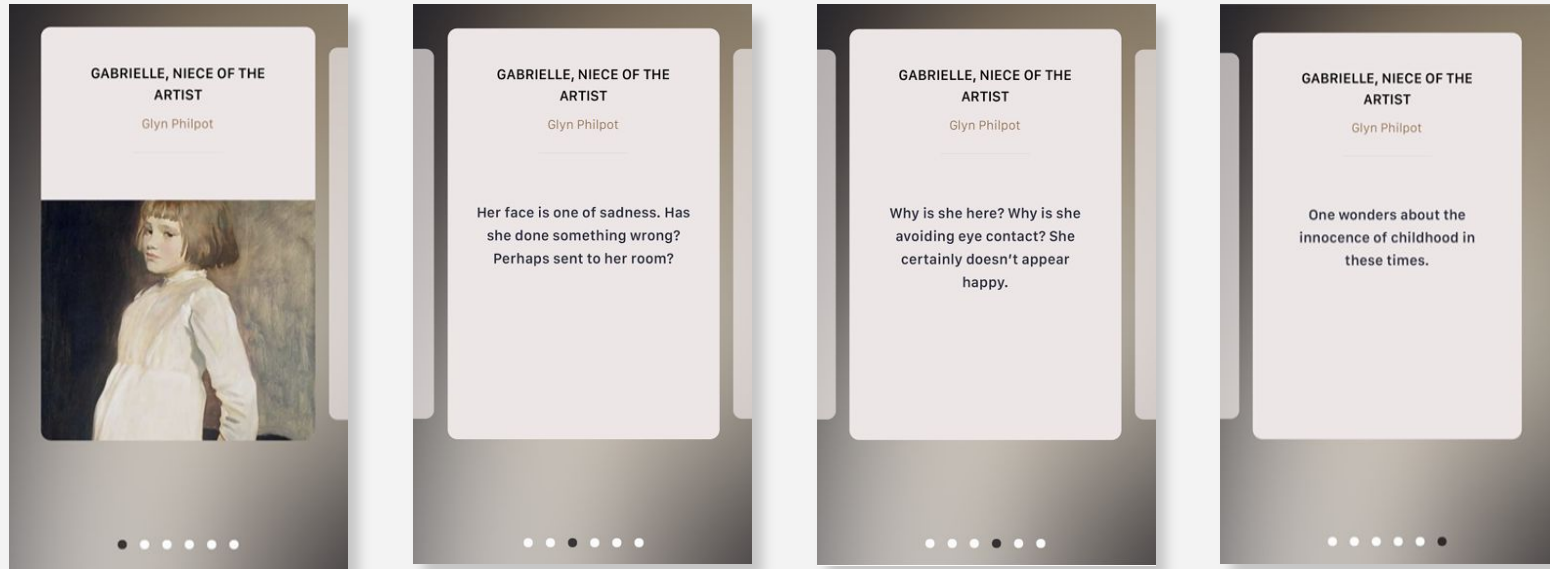 GABRIELLE, NIECE OF THE
ARTIST
Glyn Philpot
GABRIELLE, NIECE OF THE
ARTIST
Glyn Philpot
Her face is one of sadness. Has
she done something wrong?
Perhaps sent to her room?
GABRIELLE, NIECE OF THE
ARTIST
Glyn Philpot
Why is she here? Why is she
avoiding eye contact? She
certainly doesn't appear
happy.
GABRIELLE, NIECE OF THE
ARTIST
Glyn Philpot
One wonders about the
innocence of childhood in
these times.